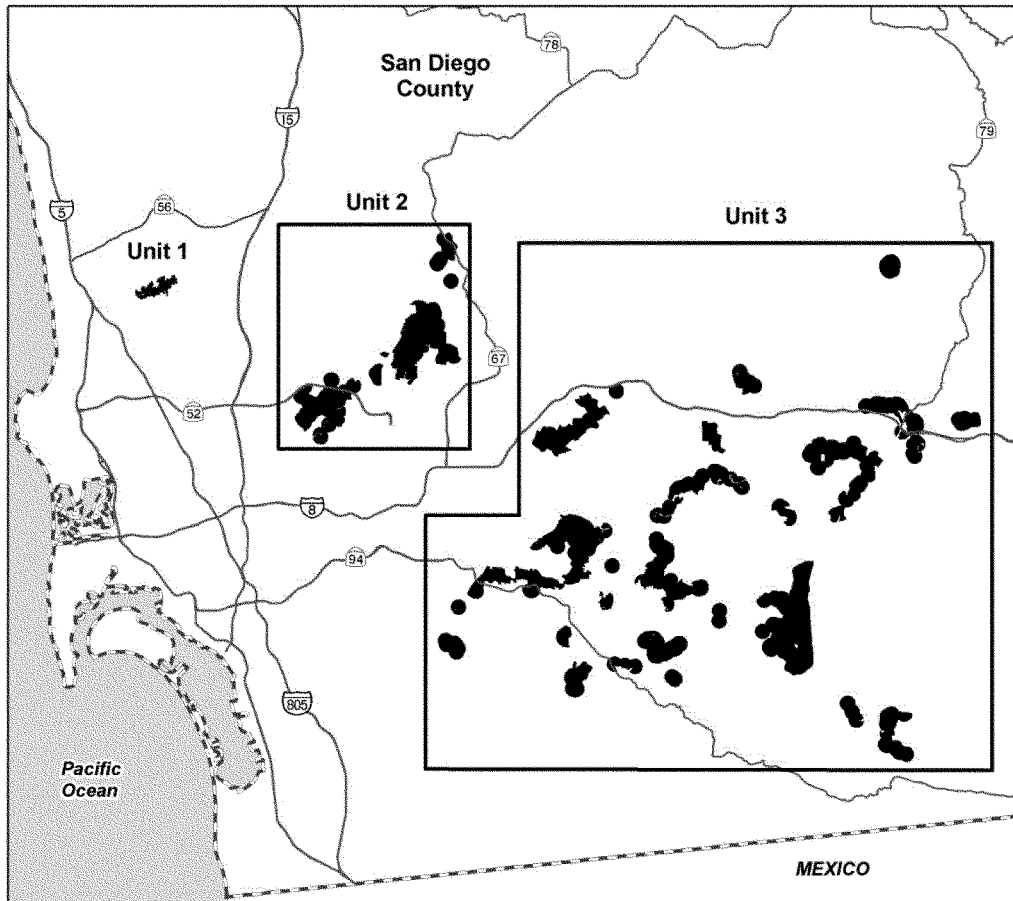 San Diego
County
78
15
79
5
56
Unit 1
Unit 2
Unit 3
67
52
8
94
805
Pacific
Ocean
MEXICO